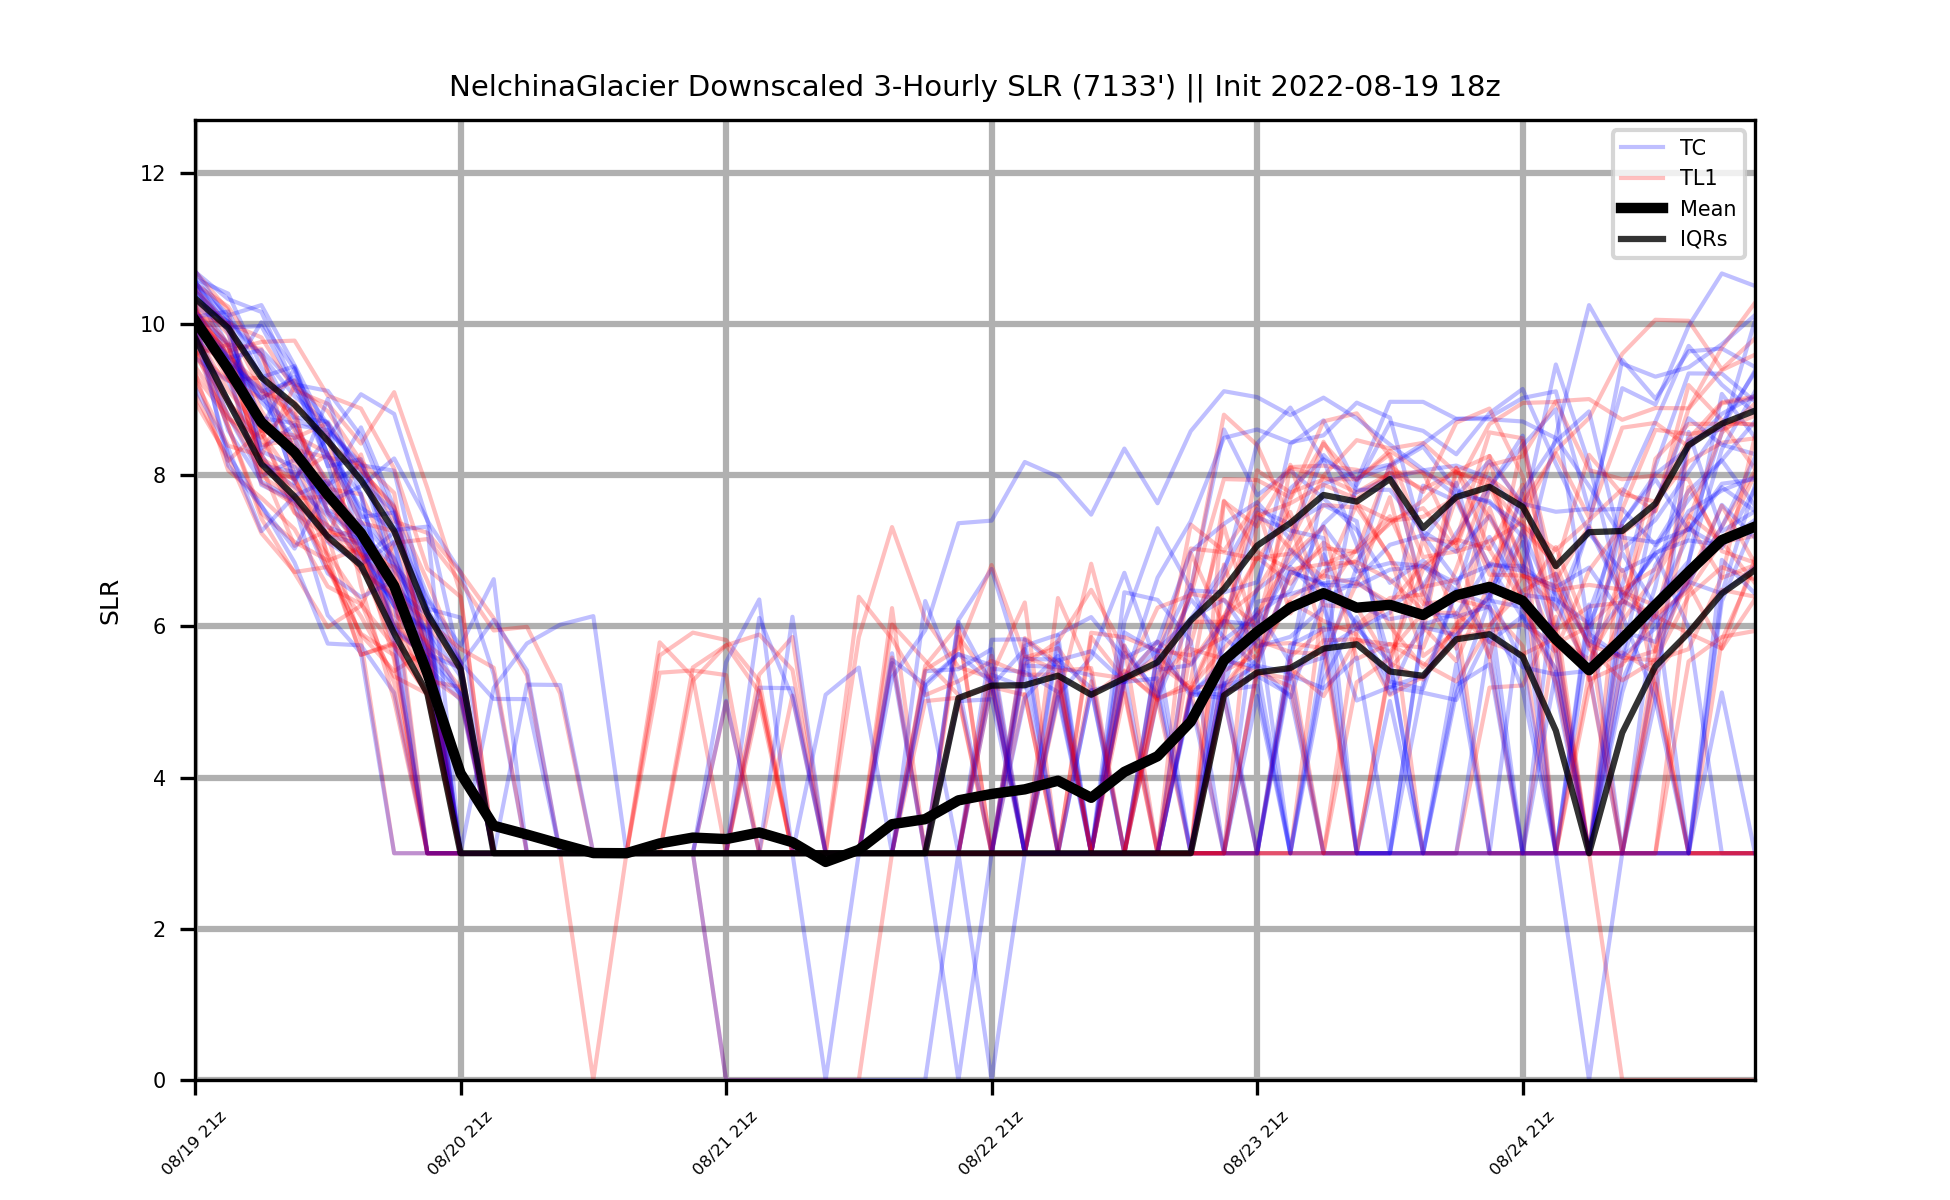 NelchinaGlacier Downscaled 3-Hourly SLR (7133') || Init 2022-08-19 18z
TC
TL1
Mean
IQRs
SLR
12
10
8
6
4
2
0
08/19 21z
08/20 21z
08/21 21z
08/22 21z
08/23 21z
08/24 21z